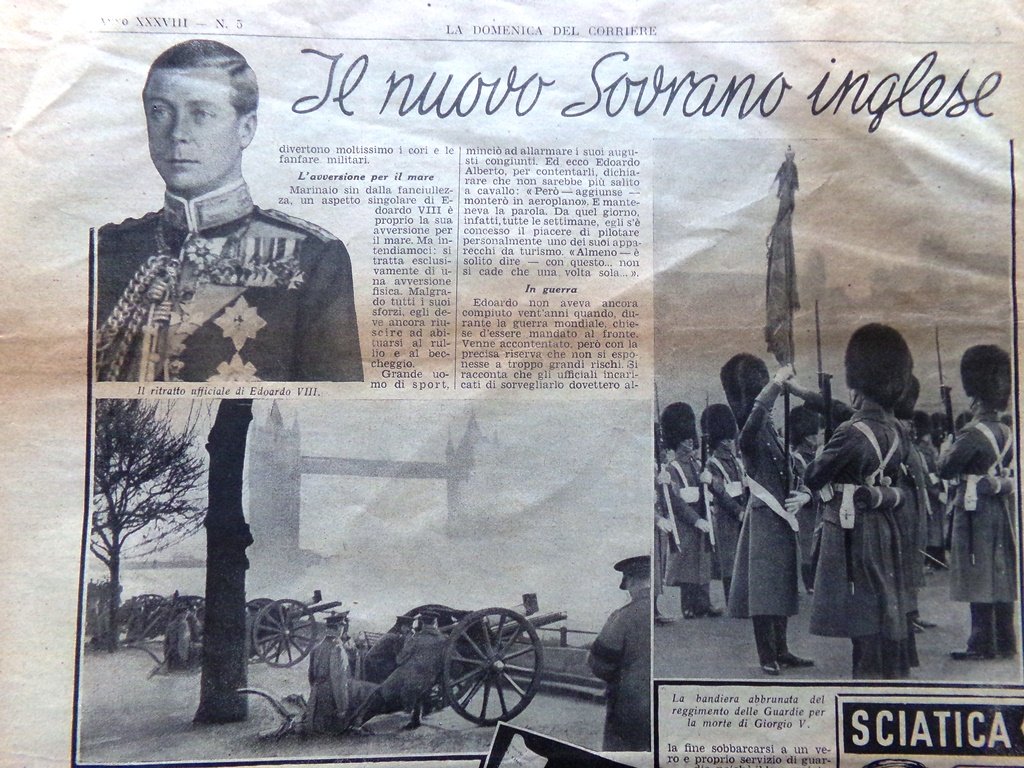 XXXVIII — N. 5
LA DOMENICA DEL CORRIERE
3
Il nuovo Sovrano inglese
divertono moltissimo i cori e le
fanfare militari.
L'avversione per il mare
Marinaio sin dalla fanciullez-
za, un aspetto singolare di E-
doardo VIII è
proprio la sua
avversione per
il mare. Ma in-
tendiamoci: si
tratta esclusi-
vamente di u-
na avversione
fisica. Malgra-
do tutti i suoi
sforzi, egli de-
ve ancora riu-
scire ad abi-
tuarsi al rul-
lio e al bec-
cheggio.
Grande uo-
mo di sport,
minciò ad allarmare i suoi augu-
sti congiunti. Ed ecco Edoardo
Alberto, per contentarli, dichia-
rare che non sarebbe più salito
a cavallo: «Però — aggiunse —
monterò in aeroplano». E mante-
neva la parola. Da quel giorno,
infatti, tutte le settimane, egli s'è
concesso il piacere di pilotare
personalmente uno dei suoi appa-
recchi da turismo. «Almeno — è
solito dire — con questo... non
si cade che una volta sola...».
In guerra
Edoardo non aveva ancora
compiuto vent'anni quando, du-
rante la guerra mondiale, chie-
se d'essere mandato al fronte.
Venne accontentato, però con la
precisa riserva che non si espo-
nesse a troppo grandi rischi. Si
racconta che gli ufficiali incari-
cati di sorvegliarlo dovettero al-
Il ritratto ufficiale di Edoardo VIII.
La bandiera abbrunata del
reggimento delle Guardie per
la morte di Giorgio V.
la fine sobbarcarsi a un ve-
ro e proprio servizio di guar-
SCIATICA